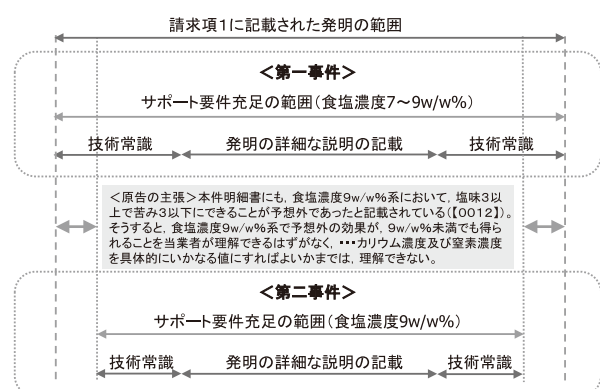 請求項1に記載された発明の範囲
＜第一事件＞
サポート要件充足の範囲（食塩濃度7～9w/w%）
技術常識 発明の詳細な説明の記載 技術常識
＜原告の主張＞本件明細書にも，食塩濃度9w/w%系において，塩味3以
上で苦み3以下にできることが予想外であったと記載されている（【0012】）。
そうすると，食塩濃度9w/w%系で予想外の効果が，9w/w%未満でも得ら
れることを当業者が理解できるはずがなく，・・・カリウム濃度及び窒素濃度
を具体的にいかなる値にすればよいかまでは，理解できない。
＜第二事件＞
サポート要件充足の範囲（食塩濃度9w/w%）
技術常識 発明の詳細な説明の記載 技術常識